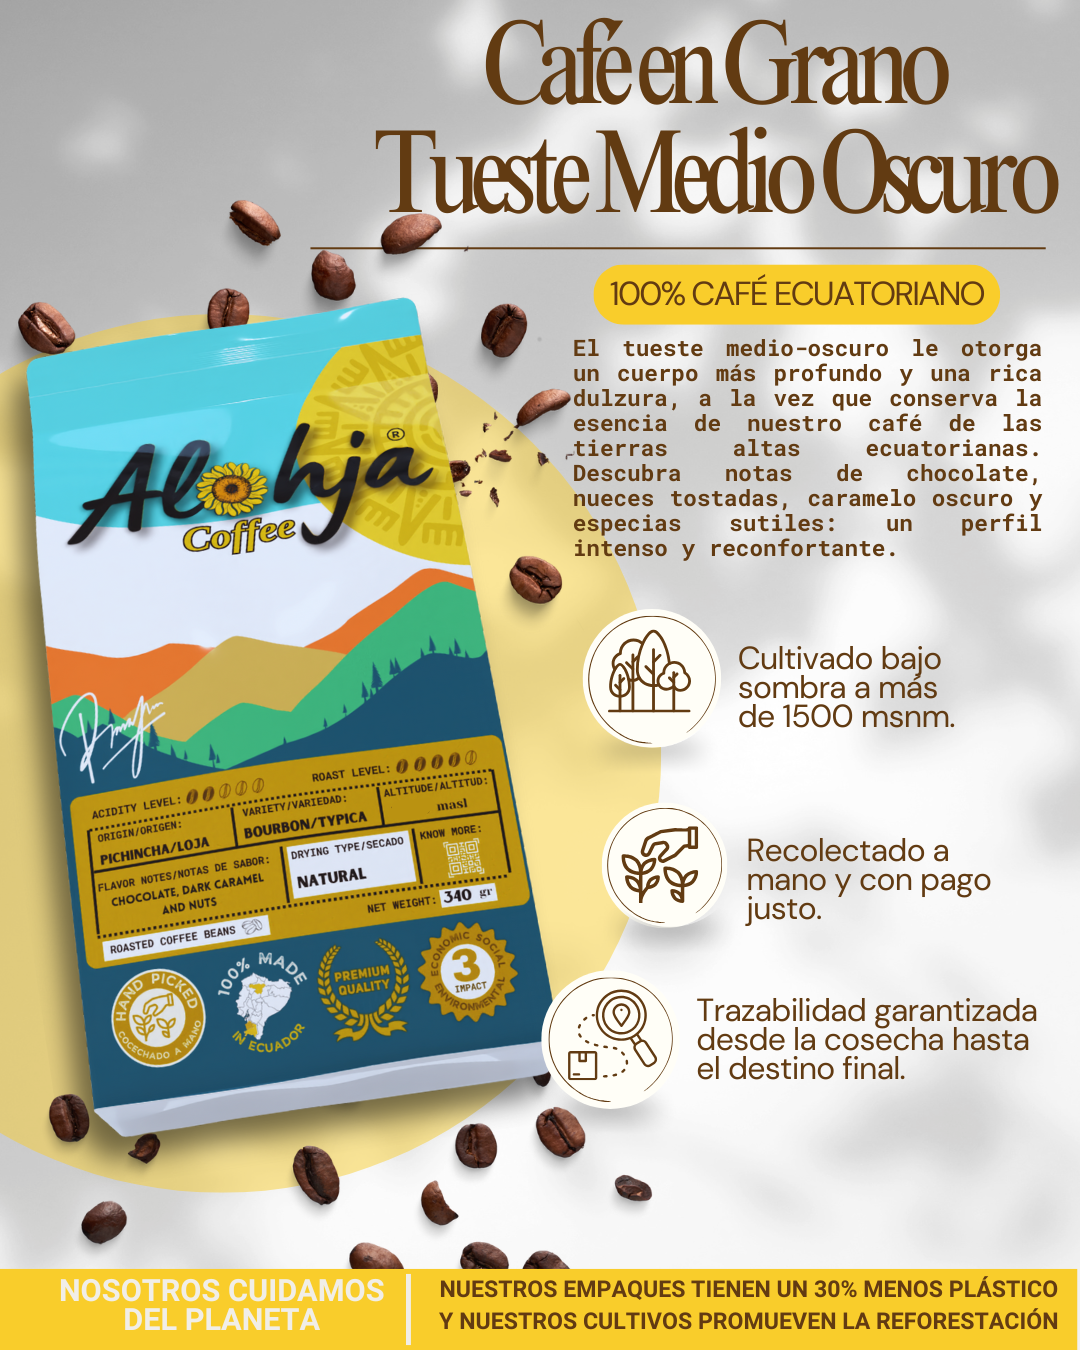 Café en Grano
Tueste Medio Oscuro
100% CAFÉ ECUATORIANO
El tueste medio-oscuro le otorga
un cuerpo más profundo y una rica
dulzura, a la vez que conserva la
esencia de nuestro café de las
tierras altas ecuatorianas.
Descubra notas de chocolate,
nueces tostadas, caramelo oscuro y
especias sutiles: un perfil
intenso y reconfortante.
Alohja®
Coffee
Cultivado bajo
sombra a más
de 1500 msnm.
Recolectado a
mano y con pago
justo.
Trazabilidad garantizada
desde la cosecha hasta
el destino final.
ACIDITY LEVEL:
ROAST LEVEL:
ORIGIN/ORIGEN:
PICHINCHA/LOJA
VARIETY/VARIEDAD:
BOURBON/TYPICA
ALTITUDE/ALTITUD:
masl
FLAVOR NOTES/NOTAS DE SABOR:
CHOCOLATE, DARK CARAMEL
AND NUTS
DRYING TYPE/SECADO
NATURAL
KNOW MORE:
NET WEIGHT: 340 gr
ROASTED COFFEE BEANS
HAND PICKED
COCECHADO A MANO
100% MADE
IN ECUADOR
PREMIUM
QUALITY
ECONOMIC SOCIAL
3
IMPACT
ENVIRONMENTAL
NOSOTROS CUIDAMOS
DEL PLANETA
NUESTROS EMPAQUES TIENEN UN 30% MENOS PLÁSTICO
Y NUESTROS CULTIVOS PROMUEVEN LA REFORESTACIÓN